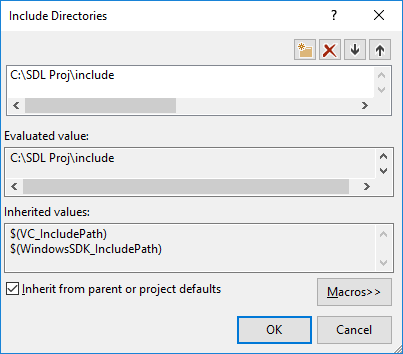 Include Directories
C:\SDL Proj\include
Evaluated value:
C:\SDL Proj\include
Inherited values:
$(VC_IncludePath)
$(WindowsSDK_IncludePath)
Inherit from parent or project defaults
Macros>>
OK
Cancel